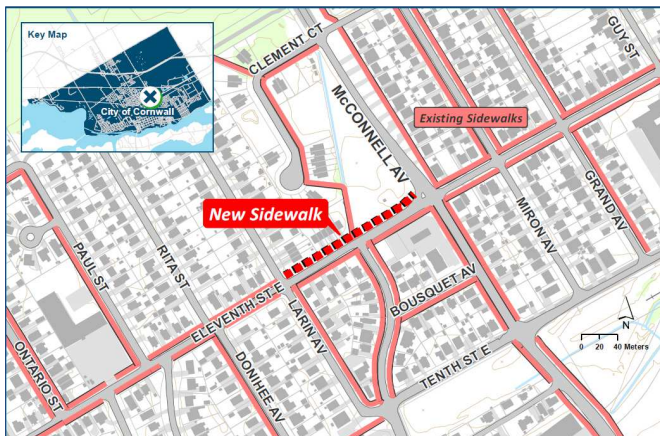 Key Map
City of Cornwall
CLEMENT CT
McCONNELL AV
GUY ST
Existing Sidewalks
New Sidewalk
PAUL ST
RITA ST
ELEVENTH ST E
LARIN AV
BOUSQUET AV
MIRON AV
GRAND AV
ONTARIO ST
DONIHEE AV
TENTH ST E
N
0 20 40 Meters